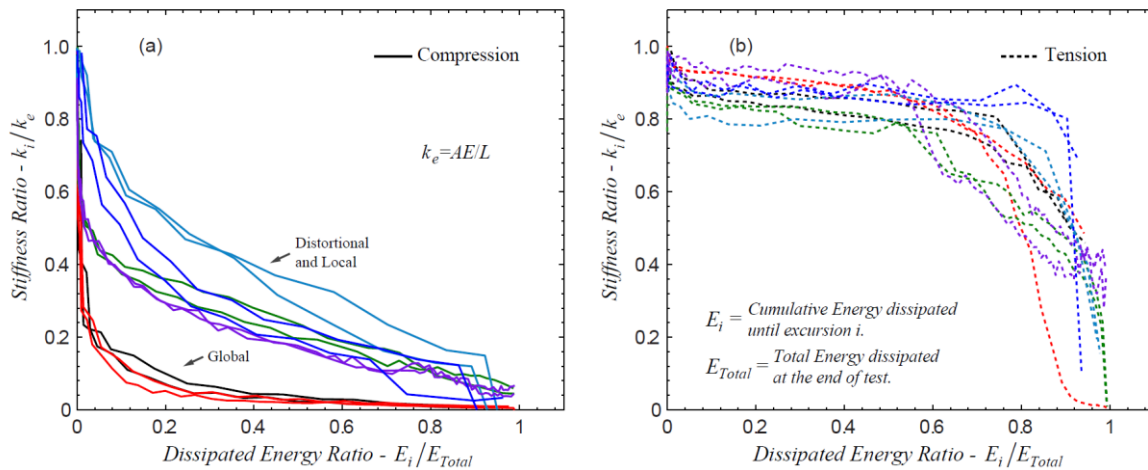 (a)
Compression
k_e=AE/L
Distortional
and Local
Global
Stiffness Ratio - k_i/k_e
1.0
0.8
0.6
0.4
0.2
0
0
0.2
0.4
0.6
0.8
1
Dissipated Energy Ratio - E_i/E_Total
(b)
Tension
E_i = Cumulative Energy dissipated
until excursion i.
E_Total = Total Energy dissipated
at the end of test.
Stiffness Ratio - k_i/k_e
1.0
0.8
0.6
0.4
0.2
0
0
0.2
0.4
0.6
0.8
1
Dissipated Energy Ratio - E_i/E_Total